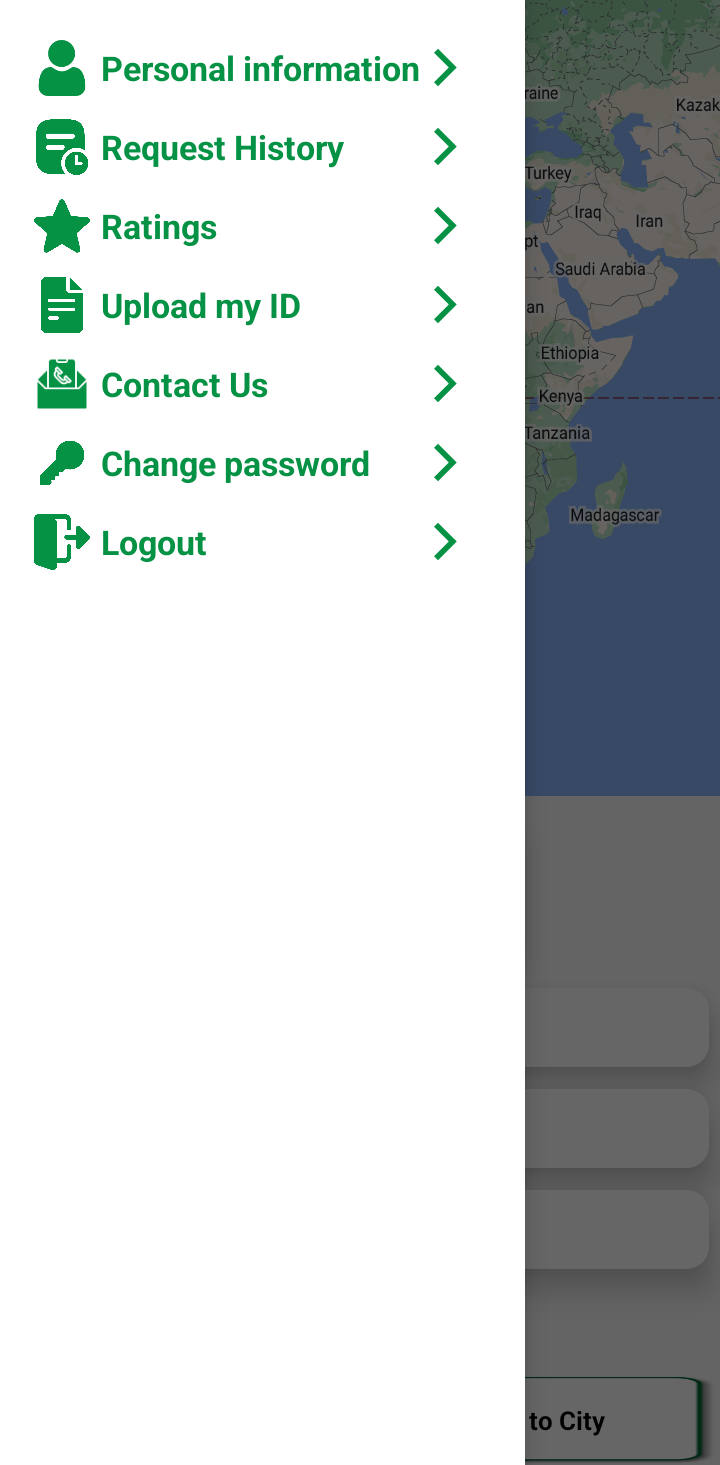 Personal information
Request History
Ratings
Upload my ID
Contact Us
Change password
Logout
raine
Kazak
Turkey
Iraq
Iran
pt
Saudi Arabia
an
Ethiopia
Kenya
Tanzania
Madagascar
to City